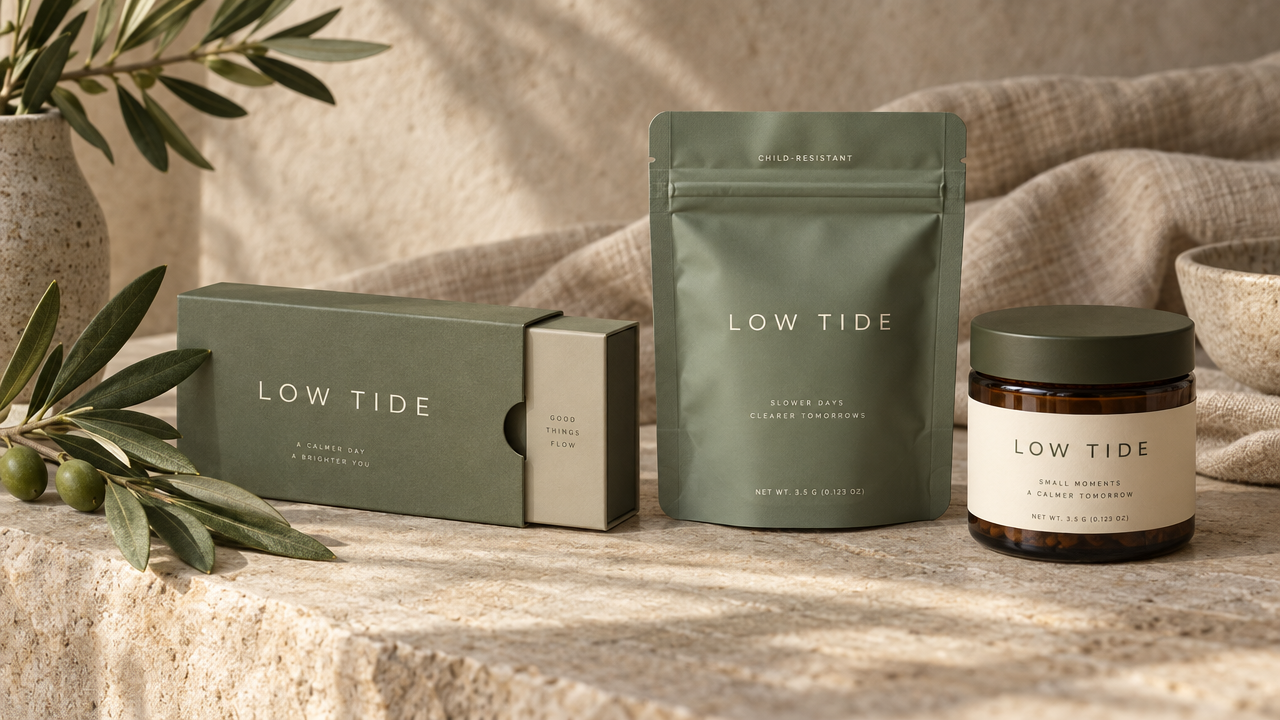 LOW TIDE
A CALMER DAY
A BRIGHTER YOU
GOOD
THINGS
FLOW
CHILD-RESISTANT
LOW TIDE
SLOWER DAYS
CLEARER TOMORROWS
NET WT. 3.5 G (0.123 OZ)
LOW TIDE
SMALL MOMENTS
A CALMER TOMORROW
NET WT. 3.5 G (0.123 OZ)